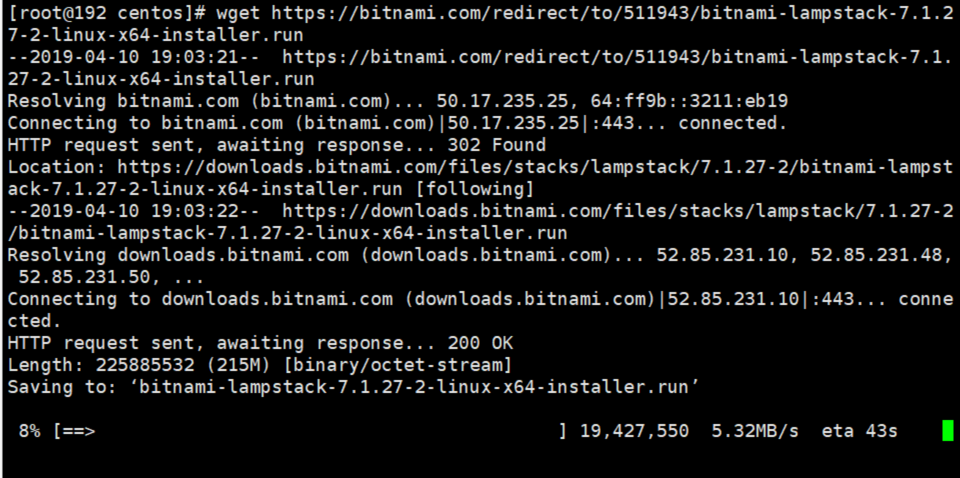 [root@192 centos]# wget https://bitnami.com/redirect/to/511943/bitnami-lampstack-7.1.2
7-2-linux-x64-installer.run
--2019-04-10 19:03:21--  https://bitnami.com/redirect/to/511943/bitnami-lampstack-7.1.
27-2-linux-x64-installer.run
Resolving bitnami.com (bitnami.com)... 50.17.235.25, 64:ff9b::3211:eb19
Connecting to bitnami.com (bitnami.com)|50.17.235.25|:443... connected.
HTTP request sent, awaiting response... 302 Found
Location: https://downloads.bitnami.com/files/stacks/lampstack/7.1.27-2/bitnami-lampst
ack-7.1.27-2-linux-x64-installer.run [following]
--2019-04-10 19:03:22--  https://downloads.bitnami.com/files/stacks/lampstack/7.1.27-2
/bitnami-lampstack-7.1.27-2-linux-x64-installer.run
Resolving downloads.bitnami.com (downloads.bitnami.com)... 52.85.231.10, 52.85.231.48,
 52.85.231.50, ...
Connecting to downloads.bitnami.com (downloads.bitnami.com)|52.85.231.10|:443... conne
cted.
HTTP request sent, awaiting response... 200 OK
Length: 225885532 (215M) [binary/octet-stream]
Saving to: ‘bitnami-lampstack-7.1.27-2-linux-x64-installer.run’
 8% [==>                                          ] 19,427,550  5.32MB/s  eta 43s